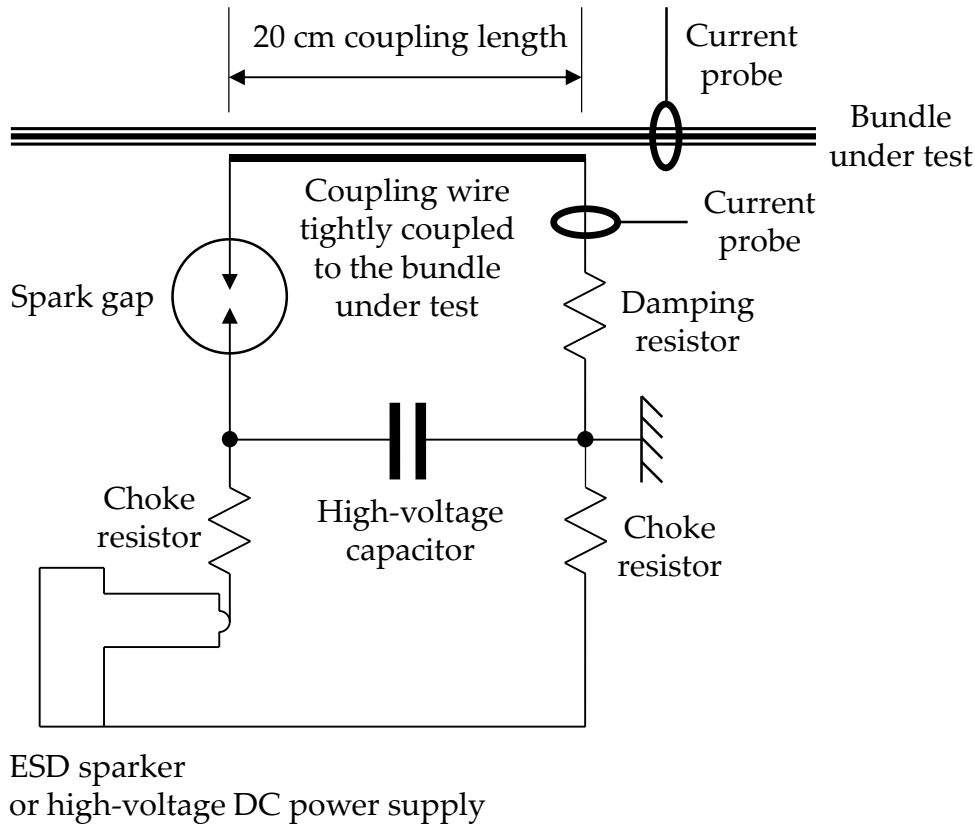 20 cm coupling length
Current
probe
Bundle
under test
Coupling wire
tightly coupled
to the bundle
under test
Current
probe
Spark gap
Damping
resistor
Choke
resistor
High-voltage
capacitor
Choke
resistor
ESD sparker
or high-voltage DC power supply